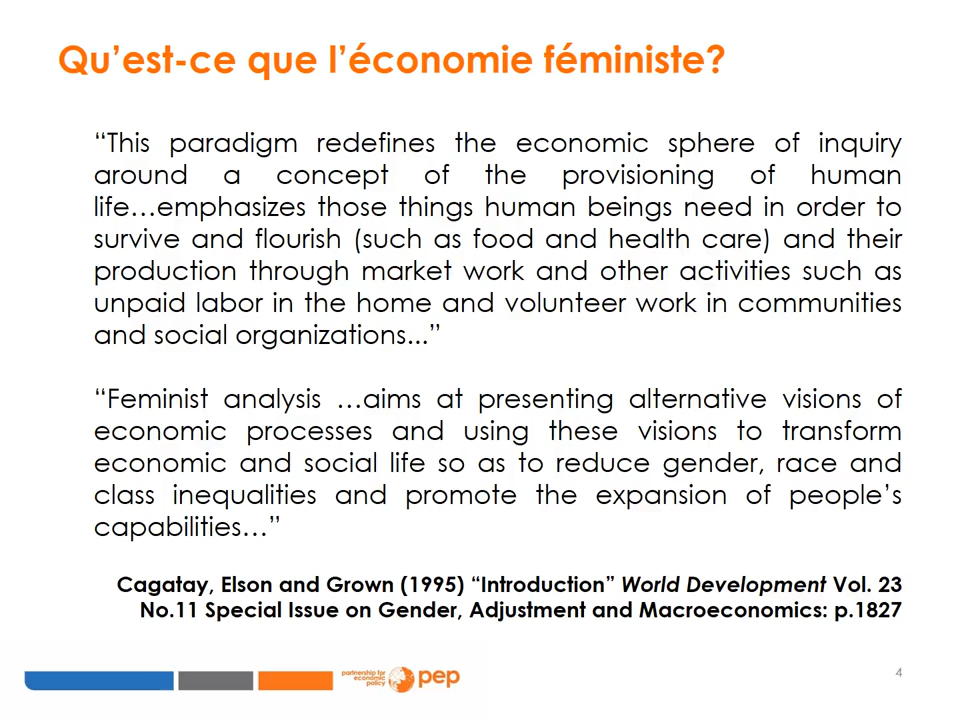 Qu’est-ce que l’économie féministe?
“This paradigm redefines the economic sphere of inquiry
around a concept of the provisioning of human
life…emphasizes those things human beings need in order to
survive and flourish (such as food and health care) and their
production through market work and other activities such as
unpaid labor in the home and volunteer work in communities
and social organizations...”
“Feminist analysis …aims at presenting alternative visions of
economic processes and using these visions to transform
economic and social life so as to reduce gender, race and
class inequalities and promote the expansion of people’s
capabilities…”
Cagatay, Elson and Grown (1995) “Introduction” World Development Vol. 23
No.11 Special Issue on Gender, Adjustment and Macroeconomics: p.1827
partnership for
economic
policy
pep
4